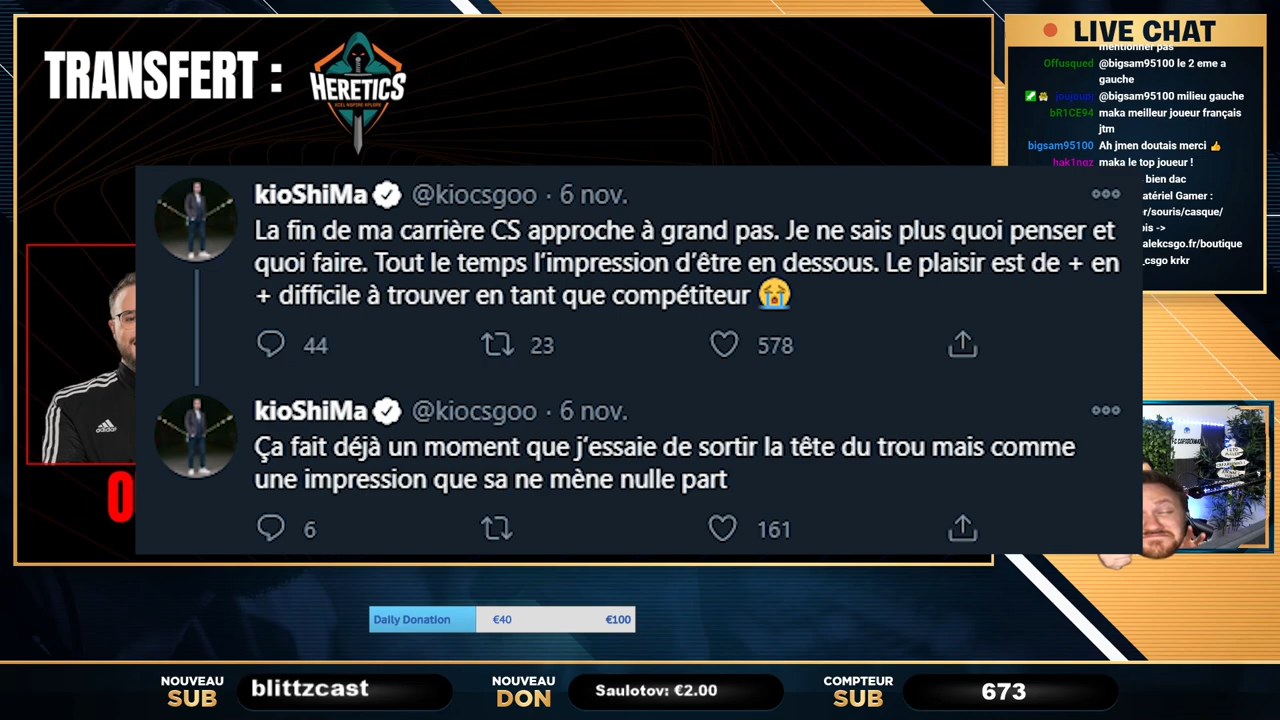 TRANSFERT :
HERETICS
kioShiMa @kiocsgoo · 6 nov.
La fin de ma carrière CS approche à grand pas. Je ne sais plus quoi penser et
quoi faire. Tout le temps l'impression d'être en dessous. Le plaisir est de + en
+ difficile à trouver en tant que compétiteur 😭
44 23 578
kioShiMa @kiocsgoo · 6 nov.
Ça fait déjà un moment que j'essaie de sortir la tête du trou mais comme
une impression que sa ne mène nulle part
6 161
adidas
0
LIVE CHAT
mentionner pas
Offusqued @bigsam95100 le 2 eme a
gauche
@bigsam95100 milieu gauche
bR1CE94 maka meilleur joueur français
jtm
bigsam95100 Ah jmen doutais merci 👍
hak1nqz maka le top joueur !
bien dac
atériel Gamer :
r/souris/casque/
is ->
alekcsgo.fr/boutique
_csgo krkr
Daily Donation €40 €100
NOUVEAU
SUB
blittzcast
NOUVEAU
DON
Saulotov: €2.00
COMPTEUR
SUB
673